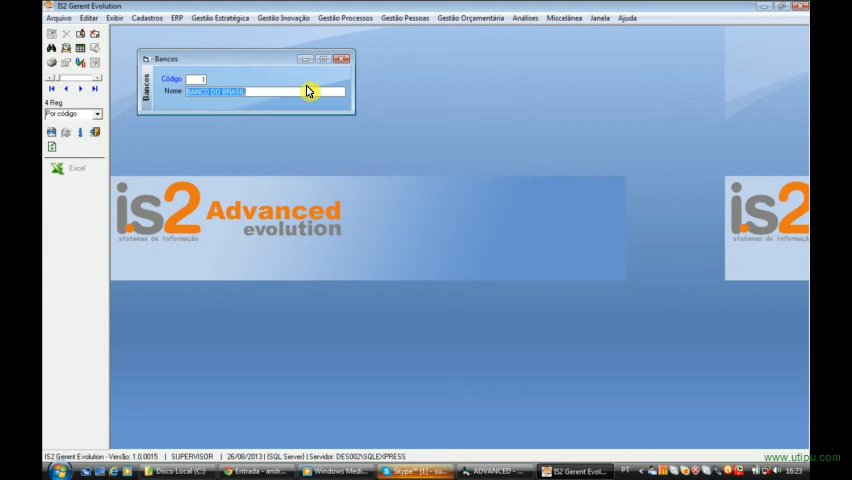 IS2 Gerent Evolution
Arquivo Editar Exibir Cadastros ERP Gestão Estratégica Gestão Inovação Gestão Processos Gestão Pessoas Gestão Orçamentária Análises Miscelânea Janela Ajuda
Bancos
Bancos
Código 1
Nome BANCO DO BRASIL
4 Reg
Por código
Excel
is2 Advanced
evolution
sistemas de informação
is2
sistemas de informação
www.utipu.com
IS2 Gerent Evolution - Versão: 1.0.0015 | SUPERVISOR | 26/08/2013 | (SQL Server) | Servidor: DES002\SQLEXPRESS
Disco Local (C:) Entrada - andr... Windows Medi... Skype™ [1] - su... ADVANCED - ... IS2 Gerent Evol... PT 16:23